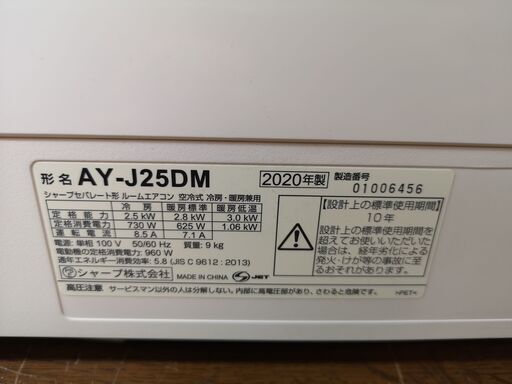 形 名 AY-J25DM 2020年製 製造番号 01006456
シャープセパレート形 ルームエアコン 空冷式 冷房・暖房兼用
冷 房 暖房標準 暖房低温
定 格 能 力 2.5 kW 2.8 kW 3.0 kW
定格消費電力 730 W 625 W 1.06 kW
運 転 電 流 8.5 A 7.1 A
電源:単相 100 V 50/60 Hz 質量:9 kg
電動機の定格消費電力:960 W
通年エネルギー消費効率:5.8 (JIS C 9612:2013)
シャープ株式会社 MADE IN CHINA JET
【設計上の標準使用期間】
10年
設計上の標準使用期間を
超えてお使いいただいた
場合は、経年劣化による
発火・けが等の事故に至
るおそれがあります。
高圧注意 サービスマン以外の人は分解しない。内部に高電圧部があり、さわると危険です。 >PET<